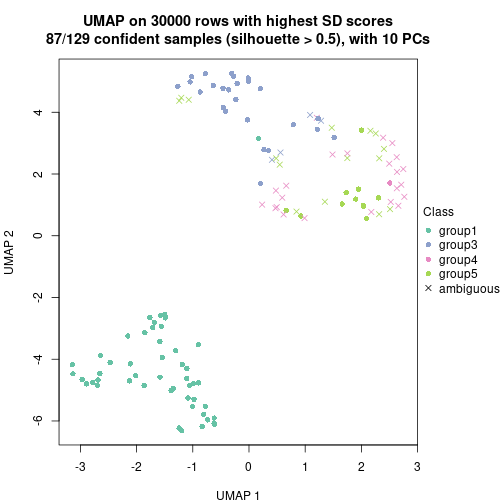 UMAP on 30000 rows with highest SD scores
87/129 confident samples (silhouette > 0.5), with 10 PCs
4
2
0
-2
-4
-6
UMAP 2
-3
-2
-1
0
1
2
3
UMAP 1
Class
group1
group3
group4
group5
ambiguous